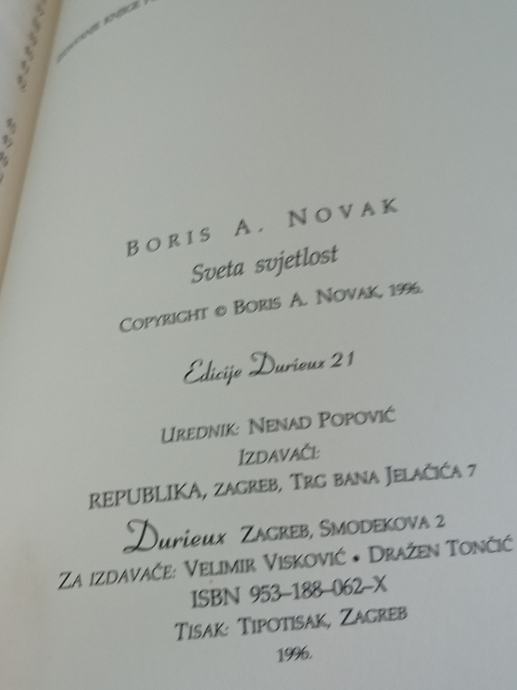 BORIS A. NOVAK
Sveta svjetlost
COPYRIGHT © BORIS A. NOVAK, 1996.
Edicije Durieux 21
UREDNIK: NENAD POPOVIĆ
IZDAVAČI:
REPUBLIKA, ZAGREB, TRG BANA JELAČIĆA 7
Durieux ZAGREB, SMODEKOVA 2
ZA IZDAVAČE: VELIMIR VISKOVIĆ • DRAŽEN TONČIĆ
ISBN 953–188–062–X
TISAK: TIPOTISAK, ZAGREB
1996.